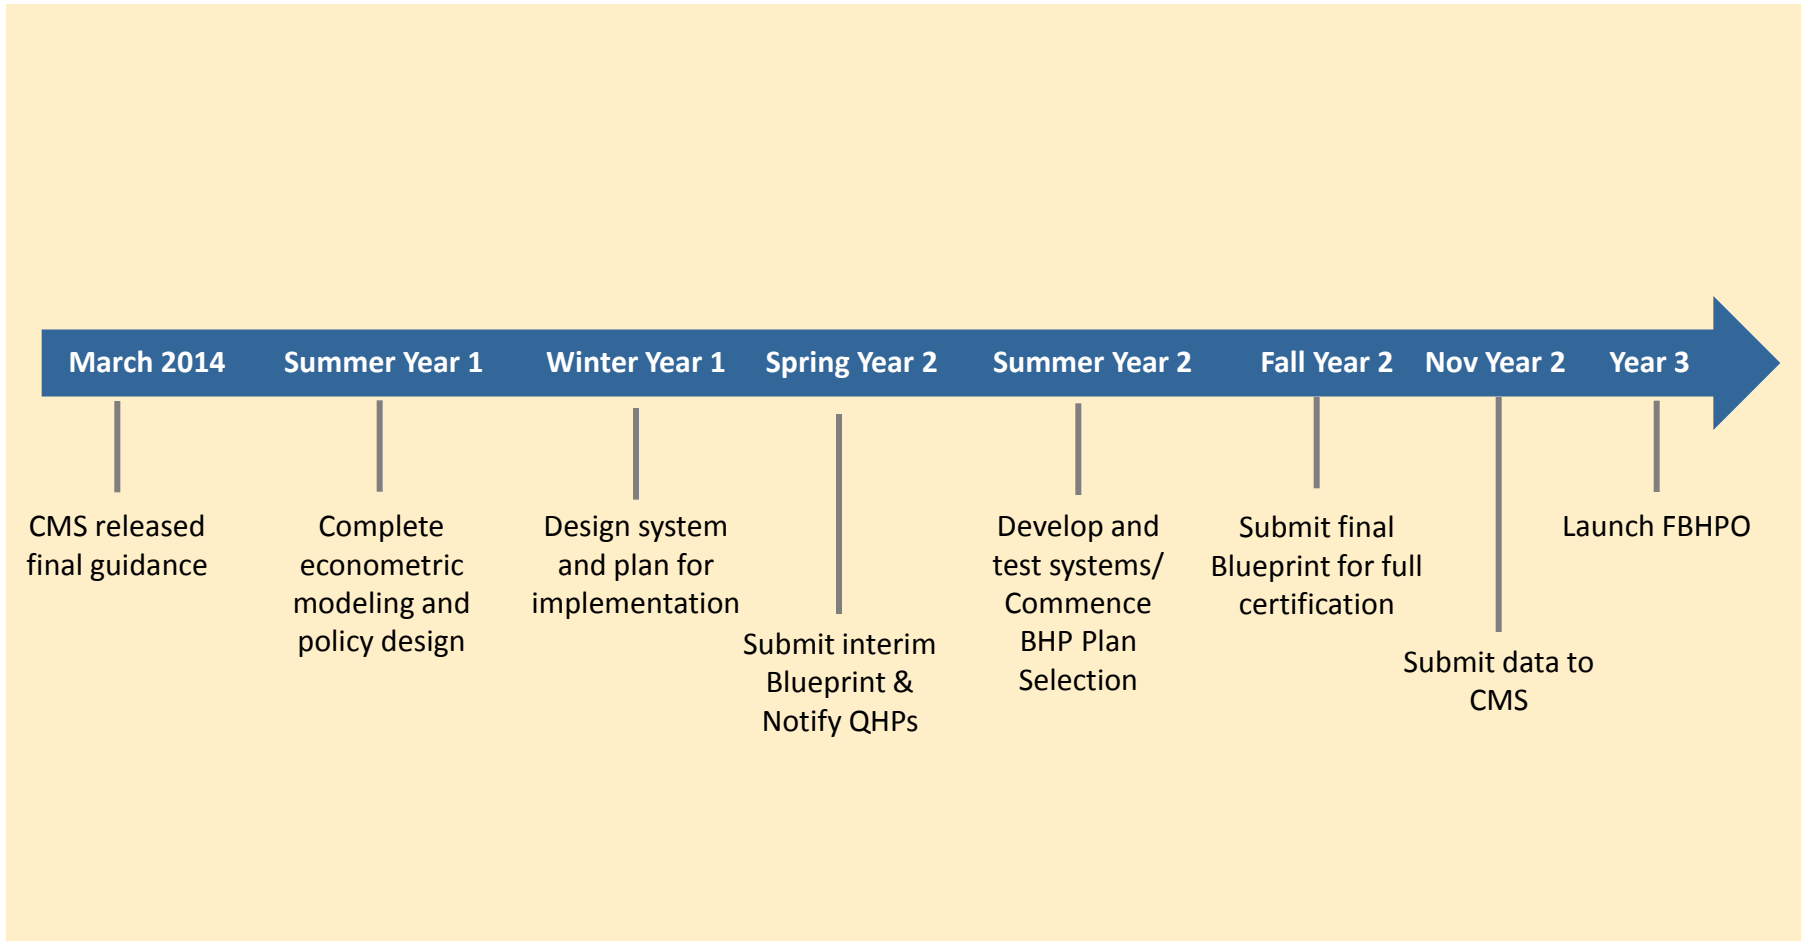 March 2014
Summer Year 1
Winter Year 1
Spring Year 2
Summer Year 2
Fall Year 2
Nov Year 2
Year 3
CMS released
final guidance
Complete
econometric
modeling and
policy design
Design system
and plan for
implementation
Submit interim
Blueprint &
Notify QHPs
Develop and
test systems/
Commence
BHP Plan
Selection
Submit final
Blueprint for full
certification
Submit data to
CMS
Launch FBHPO